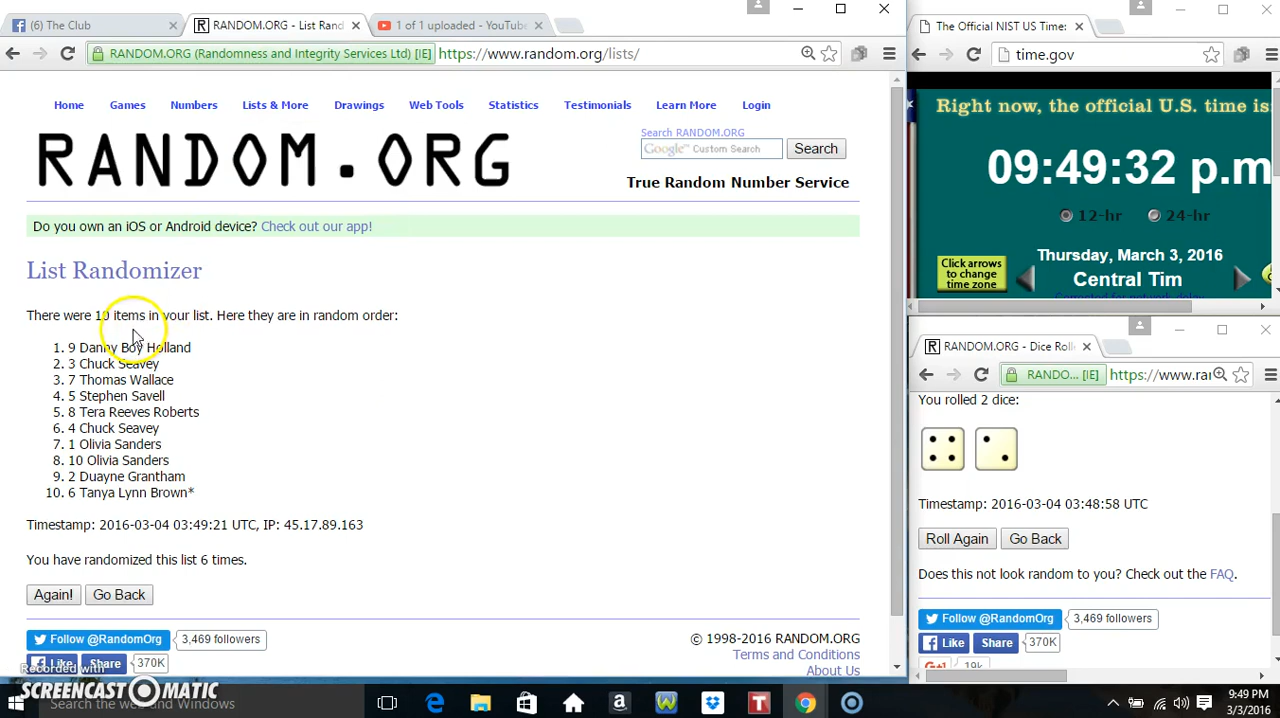 (6) The Club
RANDOM.ORG - List Rand
1 of 1 uploaded - YouTube
RANDOM.ORG (Randomness and Integrity Services Ltd) [IE]
https://www.random.org/lists/
Home Games Numbers Lists & More Drawings Web Tools Statistics Testimonials Learn More Login
RANDOM.ORG
Search RANDOM.ORG
Google™ Custom Search
Search
True Random Number Service
Do you own an iOS or Android device? Check out our app!
List Randomizer
There were 10 items in your list. Here they are in random order:
1. 9 Danny Boy Holland
2. 3 Chuck Seavey
3. 7 Thomas Wallace
4. 5 Stephen Savell
5. 8 Tera Reeves Roberts
6. 4 Chuck Seavey
7. 1 Olivia Sanders
8. 10 Olivia Sanders
9. 2 Duayne Grantham
10. 6 Tanya Lynn Brown*
Timestamp: 2016-03-04 03:49:21 UTC, IP: 45.17.89.163
You have randomized this list 6 times.
Again! Go Back
Follow @RandomOrg 3,469 followers
Like Share 370K
© 1998-2016 RANDOM.ORG
Terms and Conditions
About Us
The Official NIST US Time:
time.gov
Right now, the official U.S. time is
09:49:32 p.m
12-hr 24-hr
Click arrows
to change
time zone
Thursday, March 3, 2016
Central Tim
RANDOM.ORG - Dice Roll
RANDO... [IE]
https://www.rar
You rolled 2 dice:
Timestamp: 2016-03-04 03:48:58 UTC
Roll Again Go Back
Does this not look random to you? Check out the FAQ.
Follow @RandomOrg 3,469 followers
Like Share 370K
19k
Recorded with
SCREENCAST-O-MATIC
Search the web and Windows
9:49 PM
3/3/2016